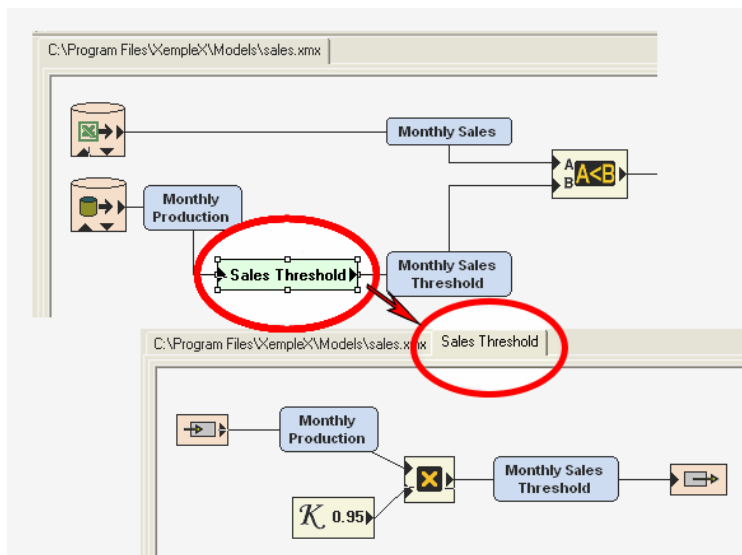 C:\Program Files\XempleX\Models\sales.xmx
Monthly Sales
A
B
A<B
Monthly
Production
Sales Threshold
Monthly Sales
Threshold
C:\Program Files\XempleX\Models\sales.xmx
Sales Threshold
Monthly
Production
X
Monthly Sales
Threshold
K 0.95